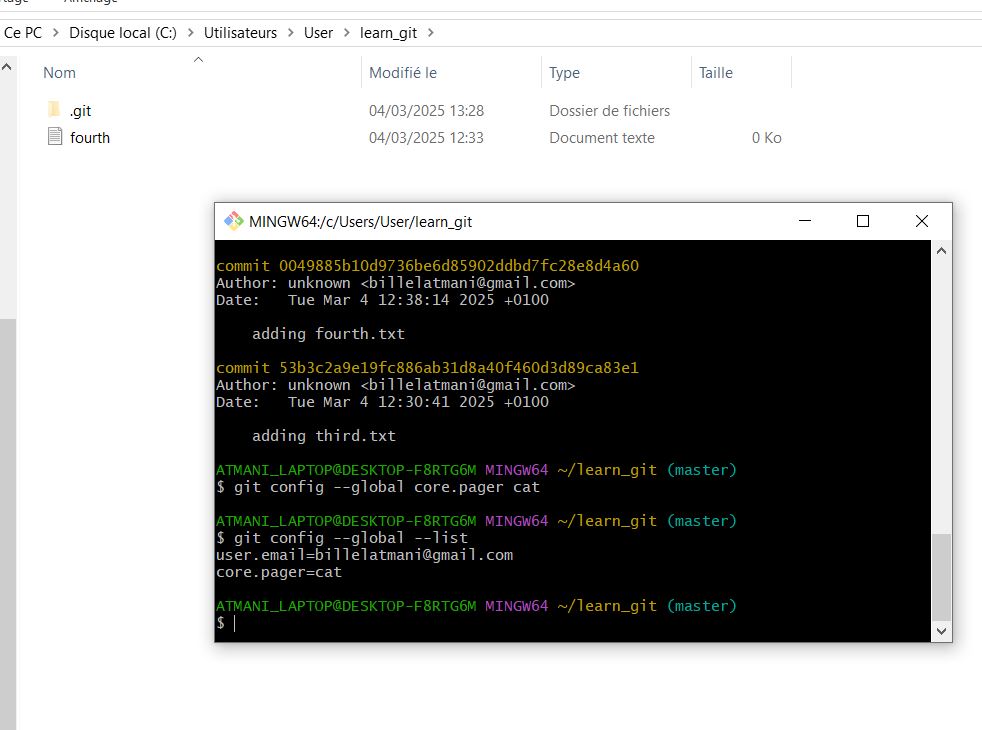 Affichage
Ce PC > Disque local (C:) > Utilisateurs > User > learn_git >
Nom Modifié le Type Taille
.git 04/03/2025 13:28 Dossier de fichiers
fourth 04/03/2025 12:33 Document texte 0 Ko
MINGW64:/c/Users/User/learn_git
commit 0049885b10d9736be6d85902ddbd7fc28e8d4a60
Author: unknown <billelatmani@gmail.com>
Date:   Tue Mar 4 12:38:14 2025 +0100
adding fourth.txt
commit 53b3c2a9e19fc886ab31d8a40f460d3d89ca83e1
Author: unknown <billelatmani@gmail.com>
Date:   Tue Mar 4 12:30:41 2025 +0100
adding third.txt
ATMANI_LAPTOP@DESKTOP-F8RTG6M MINGW64 ~/learn_git (master)
$ git config --global core.pager cat
ATMANI_LAPTOP@DESKTOP-F8RTG6M MINGW64 ~/learn_git (master)
$ git config --global --list
user.email=billelatmani@gmail.com
core.pager=cat
ATMANI_LAPTOP@DESKTOP-F8RTG6M MINGW64 ~/learn_git (master)
$